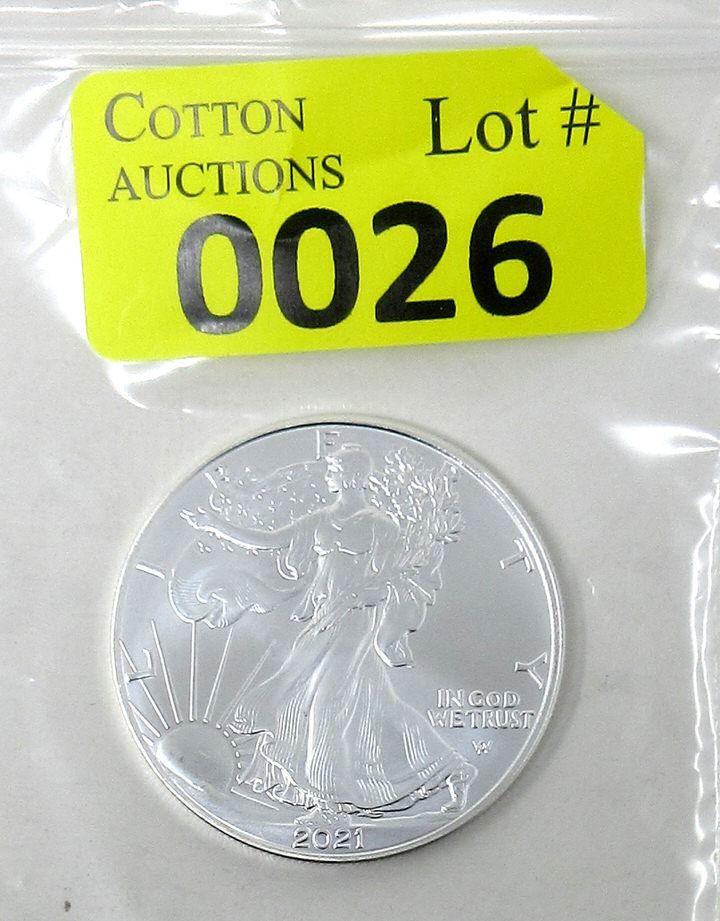 COTTON
AUCTIONS
Lot #
0026
LIBERTY
IN GOD
WE TRUST
2021